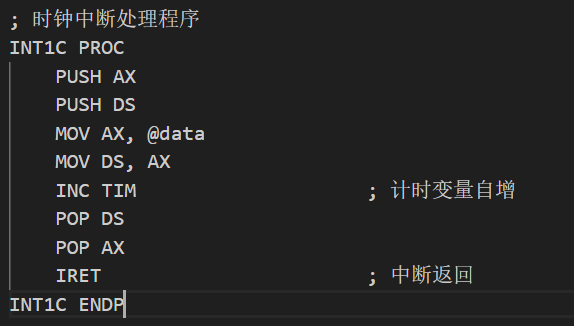 ; 时钟中断处理程序
INT1C PROC
    PUSH AX
    PUSH DS
    MOV AX, @data
    MOV DS, AX
    INC TIM                    ; 计时变量自增
    POP DS
    POP AX
    IRET                       ; 中断返回
INT1C ENDP